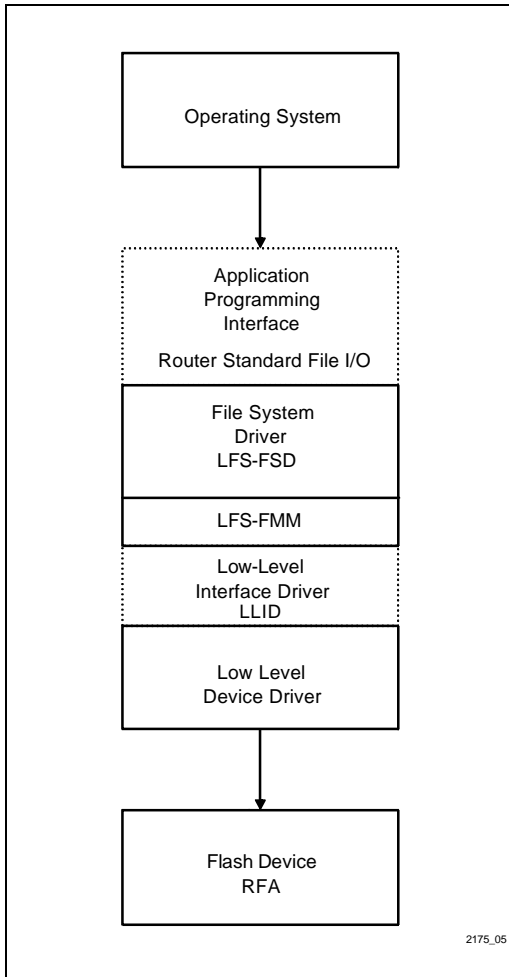 Operating System
Application
Programming
Interface
Router Standard File I/O
File System
Driver
LFS-FSD
LFS-FMM
Low-Level
Interface Driver
LLID
Low Level
Device Driver
Flash Device
RFA
2175_05